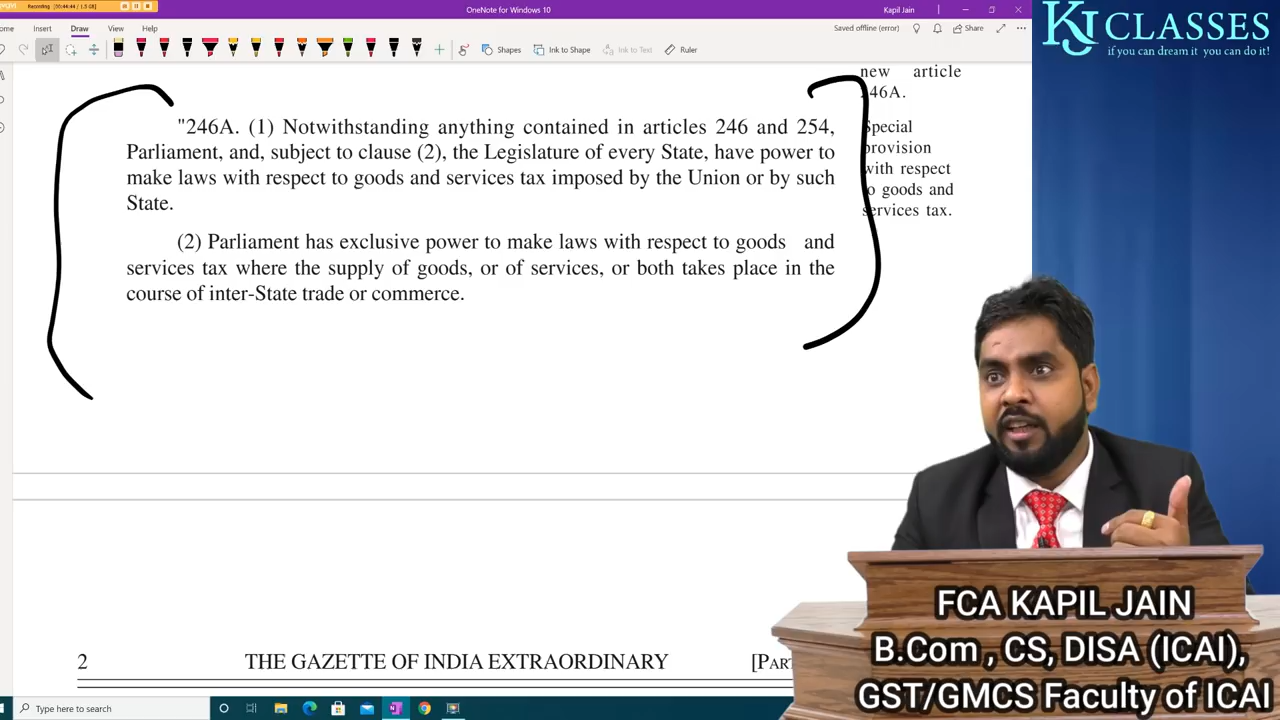 Recording [00:44:44 / 1.5 GB]
OneNote for Windows 10
Kapil Jain
Insert
Draw
View
Help
Saved offline (error)
Share
Shapes
Ink to Shape
Ink to Text
Ruler
KJ CLASSES
if you can dream it you can do it!
new article
246A.
"246A. (1) Notwithstanding anything contained in articles 246 and 254,
Parliament, and, subject to clause (2), the Legislature of every State, have power to
make laws with respect to goods and services tax imposed by the Union or by such
State.
Special
provision
with respect
to goods and
services tax.
(2) Parliament has exclusive power to make laws with respect to goods and
services tax where the supply of goods, or of services, or both takes place in the
course of inter-State trade or commerce.
2
THE GAZETTE OF INDIA EXTRAORDINARY
FCA KAPIL JAIN
B.Com , CS, DISA (ICAI),
GST/GMCS Faculty of ICAI
Type here to search